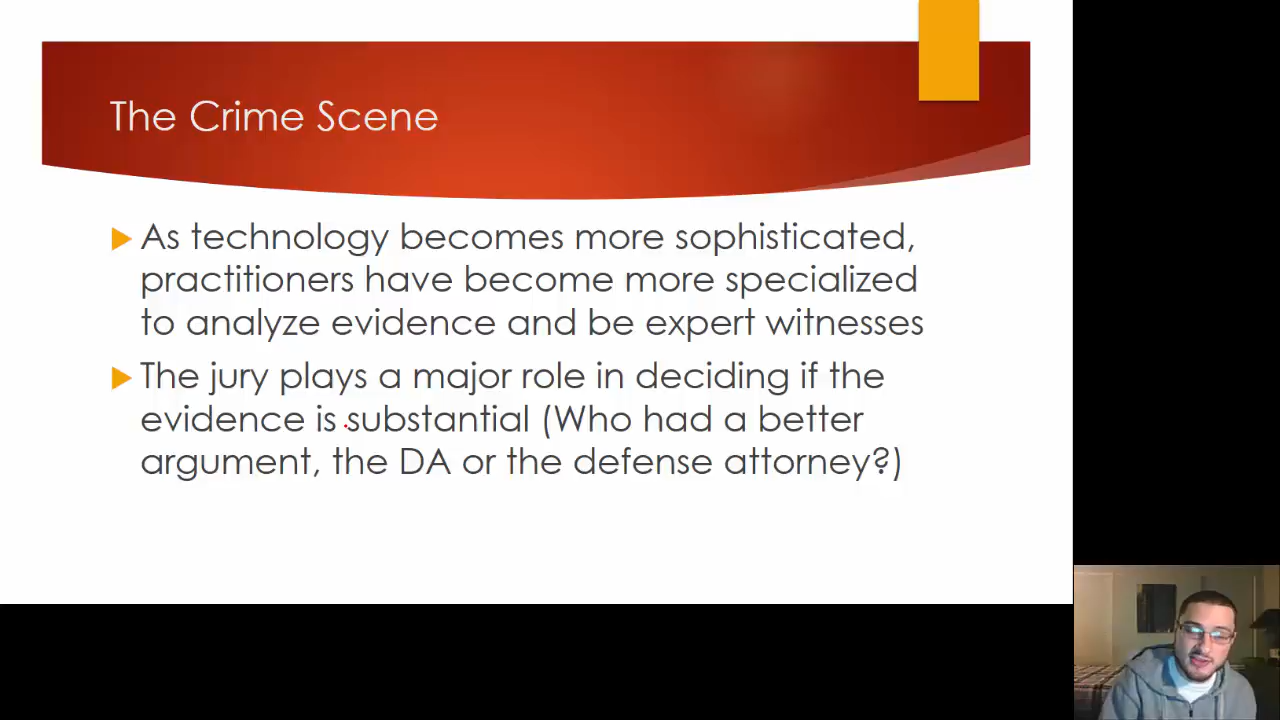 The Crime Scene
As technology becomes more sophisticated,
practitioners have become more specialized
to analyze evidence and be expert witnesses
The jury plays a major role in deciding if the
evidence is substantial (Who had a better
argument, the DA or the defense attorney?)